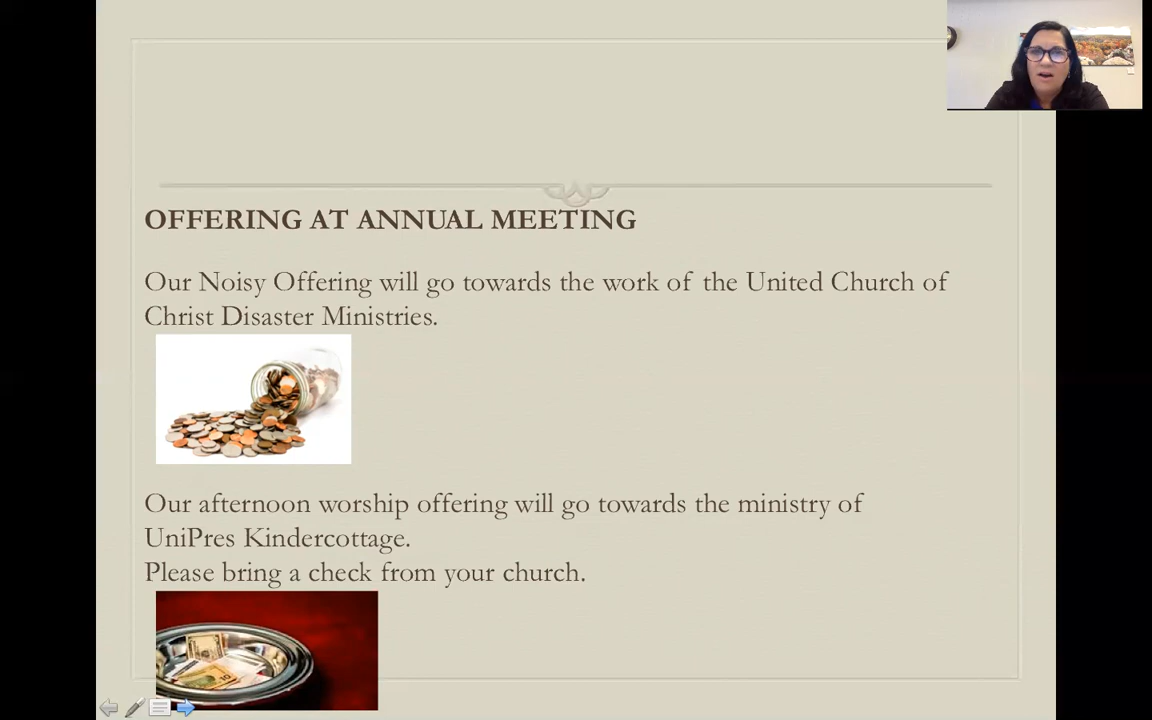 OFFERING AT ANNUAL MEETING
Our Noisy Offering will go towards the work of the United Church of
Christ Disaster Ministries.
Our afternoon worship offering will go towards the ministry of
UniPres Kindercottage.
Please bring a check from your church.